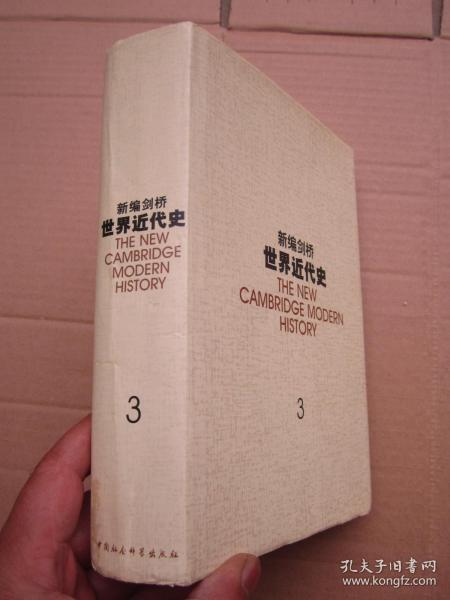 新编剑桥
世界近代史
THE NEW
CAMBRIDGE
MODERN
HISTORY
3
中国社会科学出版社
新编剑桥
世界近代史
THE NEW
CAMBRIDGE MODERN
HISTORY
3
孔夫子旧书网
www.kongfz.com